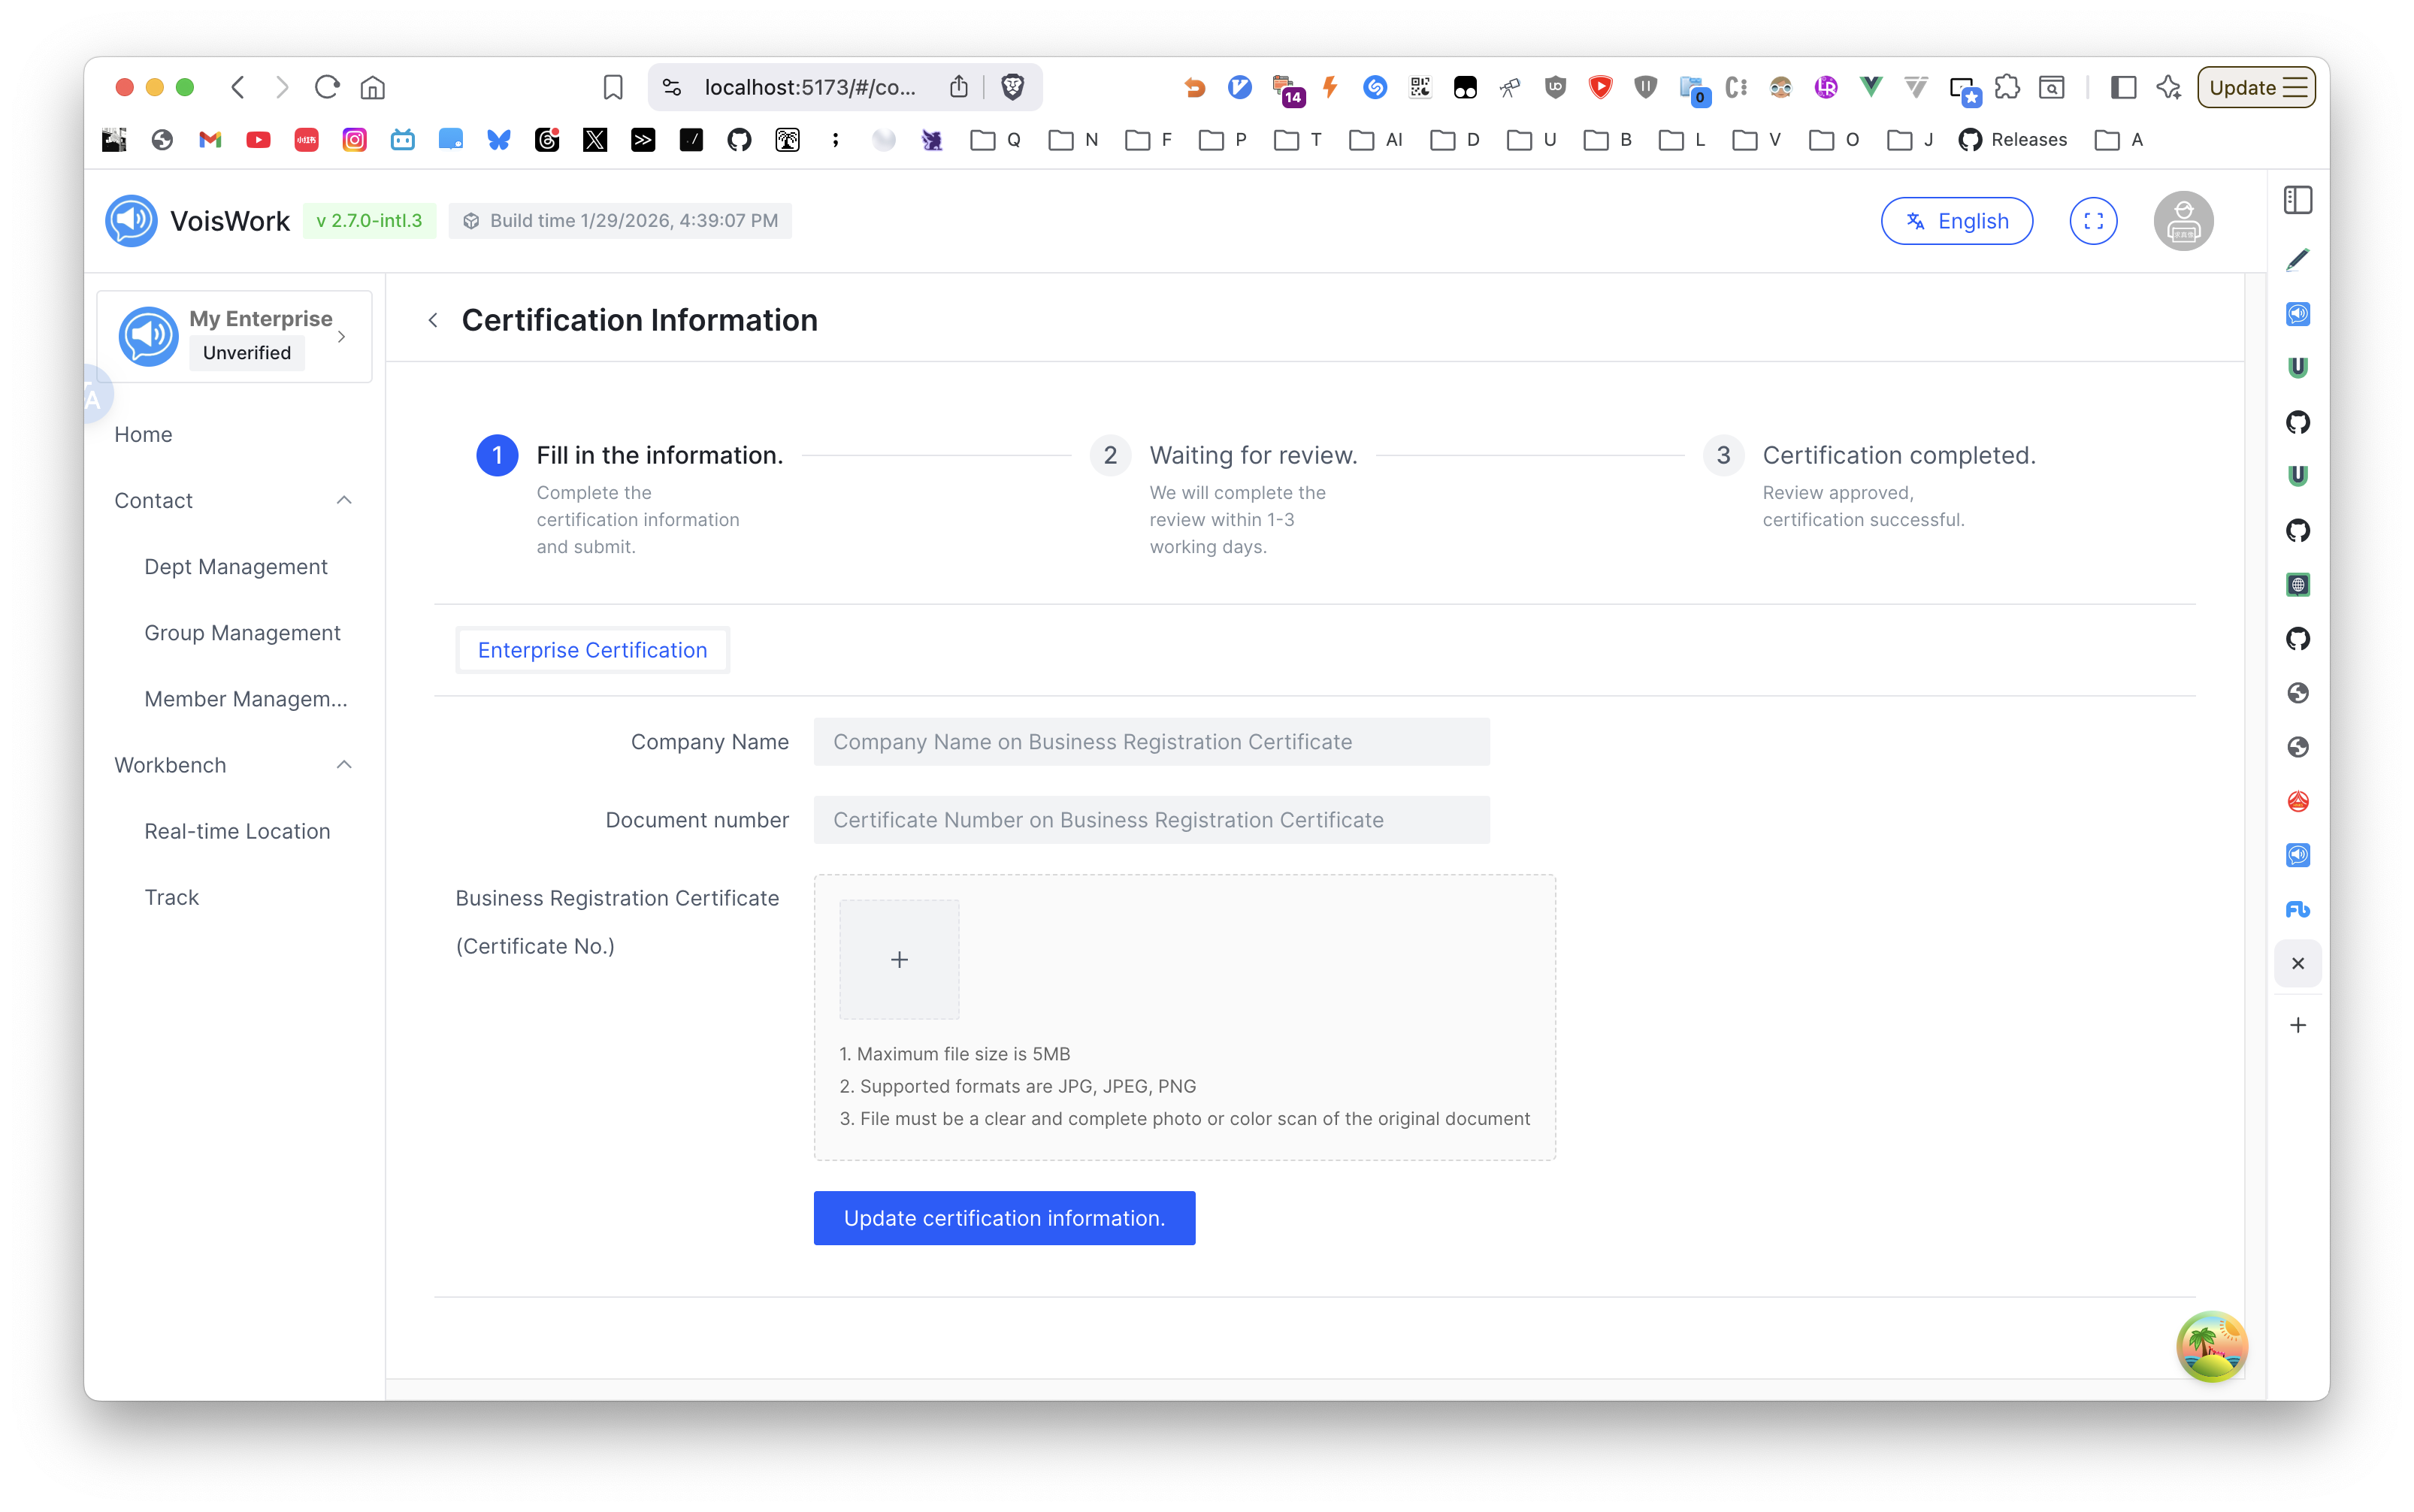 localhost:5173/#/co...
14
0
Update
Q
N
F
P
T
AI
D
U
B
L
V
O
J
Releases
A
VoisWork
v 2.7.0-intl.3
Build time 1/29/2026, 4:39:07 PM
English
My Enterprise
Unverified
Certification Information
Home
Contact
Dept Management
Group Management
Member Managem...
Workbench
Real-time Location
Track
1
Fill in the information.
Complete the
certification information
and submit.
2
Waiting for review.
We will complete the
review within 1-3
working days.
3
Certification completed.
Review approved,
certification successful.
Enterprise Certification
Company Name
Company Name on Business Registration Certificate
Document number
Certificate Number on Business Registration Certificate
Business Registration Certificate
(Certificate No.)
1. Maximum file size is 5MB
2. Supported formats are JPG, JPEG, PNG
3. File must be a clear and complete photo or color scan of the original document
Update certification information.